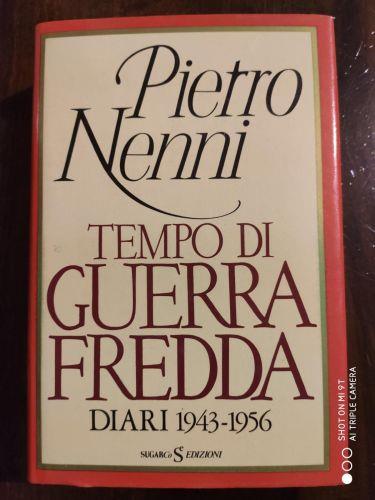 Pietro
Nenni
TEMPO DI
GUERRA
FREDDA
DIARI 1943-1956
SUGARCo S EDIZIONI
SHOT ON MI 9T
AI TRIPLE CAMERA